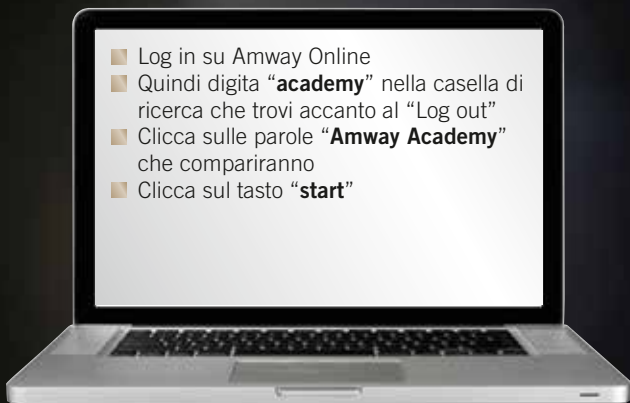 Log in su Amway Online
Quindi digita “academy” nella casella di
ricerca che trovi accanto al “Log out”
Clicca sulle parole “Amway Academy”
che compariranno
Clicca sul tasto “start”